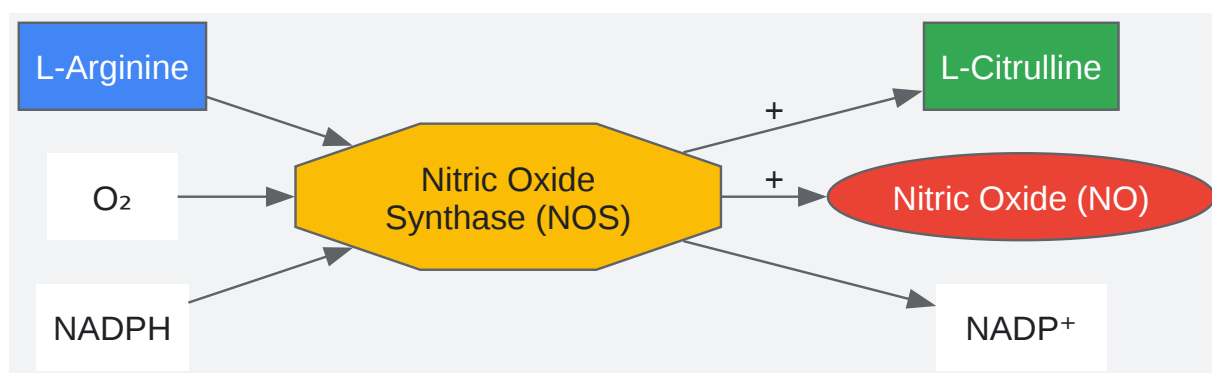 L-Arginine
O₂
NADPH
Nitric Oxide
Synthase (NOS)
+
+
L-Citrulline
Nitric Oxide (NO)
NADP⁺